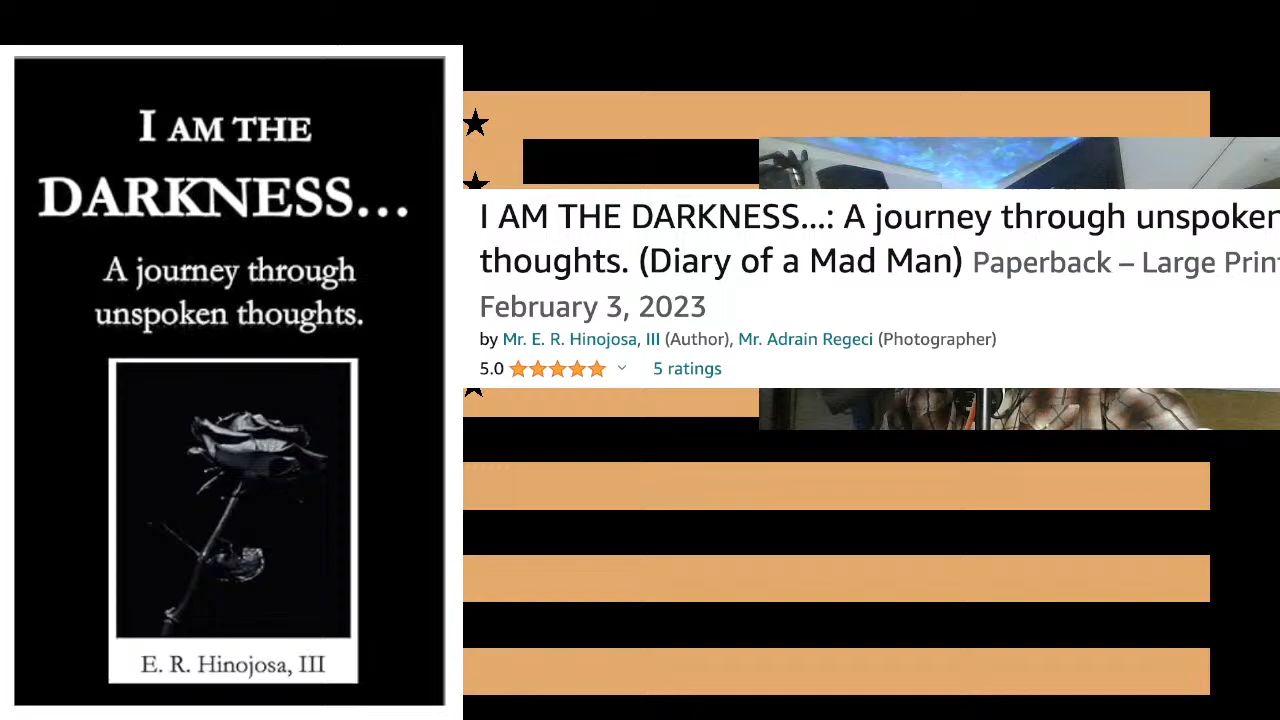 I AM THE
DARKNESS...
A journey through
unspoken thoughts.
E. R. Hinojosa, III
I AM THE DARKNESS...: A journey through unspoken
thoughts. (Diary of a Mad Man) Paperback – Large Print
February 3, 2023
by Mr. E. R. Hinojosa, III (Author), Mr. Adrain Regeci (Photographer)
5.0 5 ratings